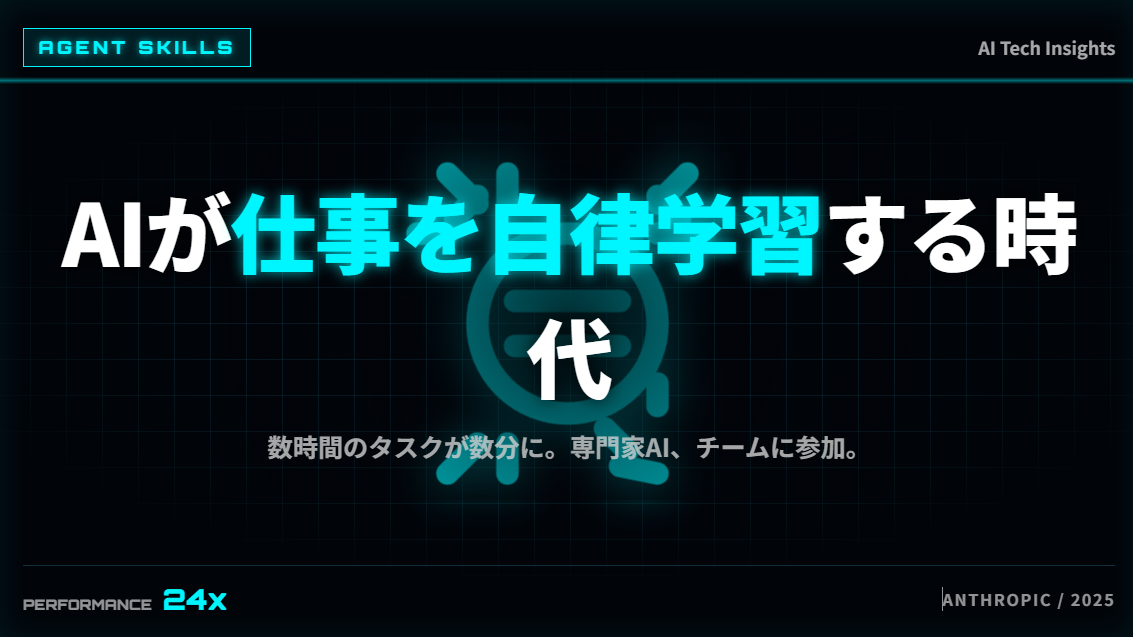 AGENT SKILLS
AI Tech Insights
AIが仕事を自律学習する時
代
数時間のタスクが数分に。専門家AI、チームに参加。
PERFORMANCE 24x
ANTHROPIC / 2025